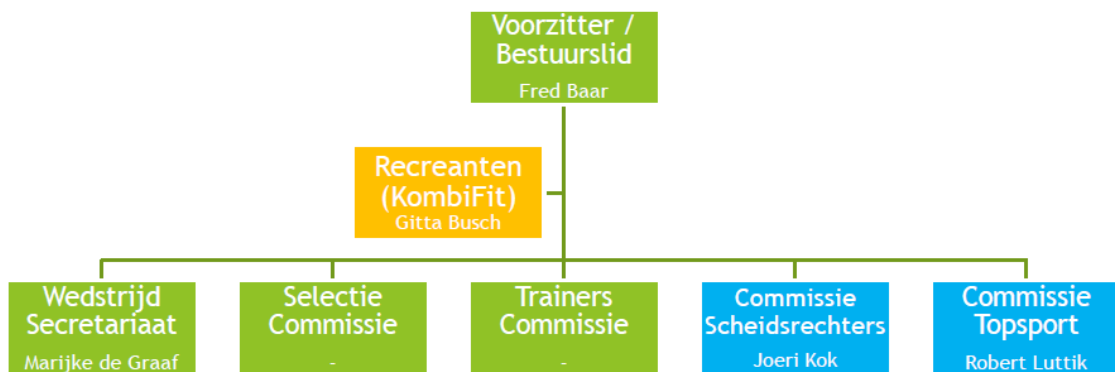 Voorzitter /
Bestuurslid
Fred Baar
Recreanten
(KombiFit)
Gitta Busch
Wedstrijd
Secretariaat
Marijke de Graaf
Selectie
Commissie
-
Trainers
Commissie
-
Commissie
Scheidsrechters
Joeri Kok
Commissie
Topsport
Robert Luttik